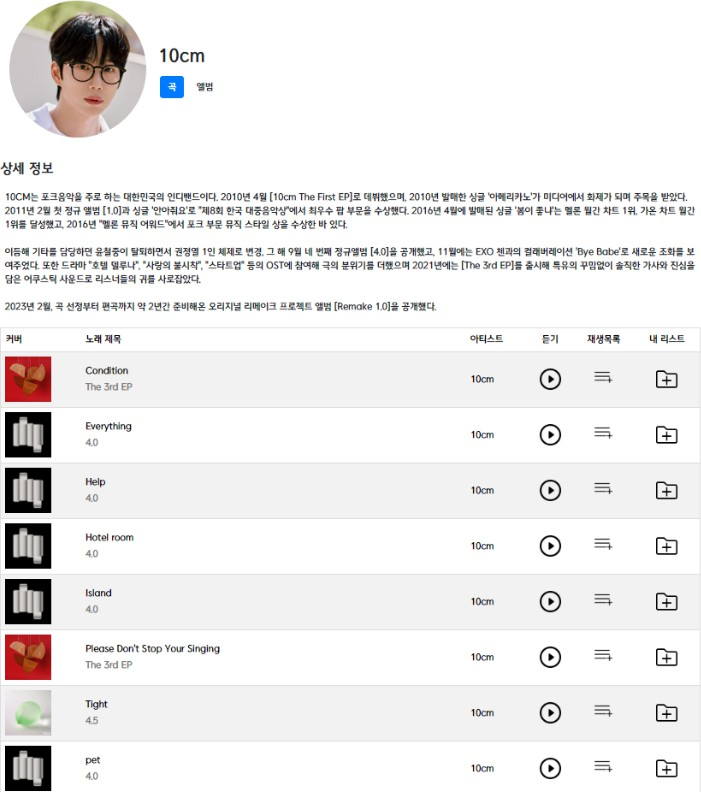 10cm
곡 앨범
상세 정보
10CM는 포크음악을 주로 하는 대한민국의 인디밴드이다. 2010년 4월 [10cm The First EP]로 데뷔했으며, 2010년 발매한 싱글 '아메리카노'가 미디어에서 화제가 되며 주목을 받았다.
2011년 2월 첫 정규 앨범 [1.0]과 싱글 '안아줘요'로 "제8회 한국 대중음악상"에서 최우수 팝 부문을 수상했다. 2016년 4월에 발매된 싱글 '봄이 좋냐'는 멜론 월간 차트 1위, 가온 차트 월간
1위를 달성했고, 2016년 "멜론 뮤직 어워드"에서 포크 부문 뮤직 스타일 상을 수상한 바 있다.
이듬해 기타를 담당하던 윤철종이 탈퇴하면서 권정열 1인 체제로 변경, 그 해 9월 네 번째 정규앨범 [4.0]을 공개했고, 11월에는 EXO 첸과의 컬래버레이션 'Bye Babe'로 새로운 조화를 보
여주었다. 또한 드라마 "호텔 델루나", "사랑의 불시착", "스타트업" 등의 OST에 참여해 극의 분위기를 더했으며 2021년에는 [The 3rd EP]를 출시해 특유의 꾸밈없이 솔직한 가사와 진심을
담은 어쿠스틱 사운드로 리스너들의 귀를 사로잡았다.
2023년 2월, 곡 선정부터 편곡까지 약 2년간 준비해온 오리지널 리메이크 프로젝트 앨범 [Remake 1.0]을 공개했다.
커버 노래 제목 아티스트 듣기 재생목록 내 리스트
Condition
The 3rd EP
10cm
Everything
4.0
10cm
Help
4.0
10cm
Hotel room
4.0
10cm
Island
4.0
10cm
Please Don't Stop Your Singing
The 3rd EP
10cm
Tight
4.5
10cm
pet
4.0
10cm